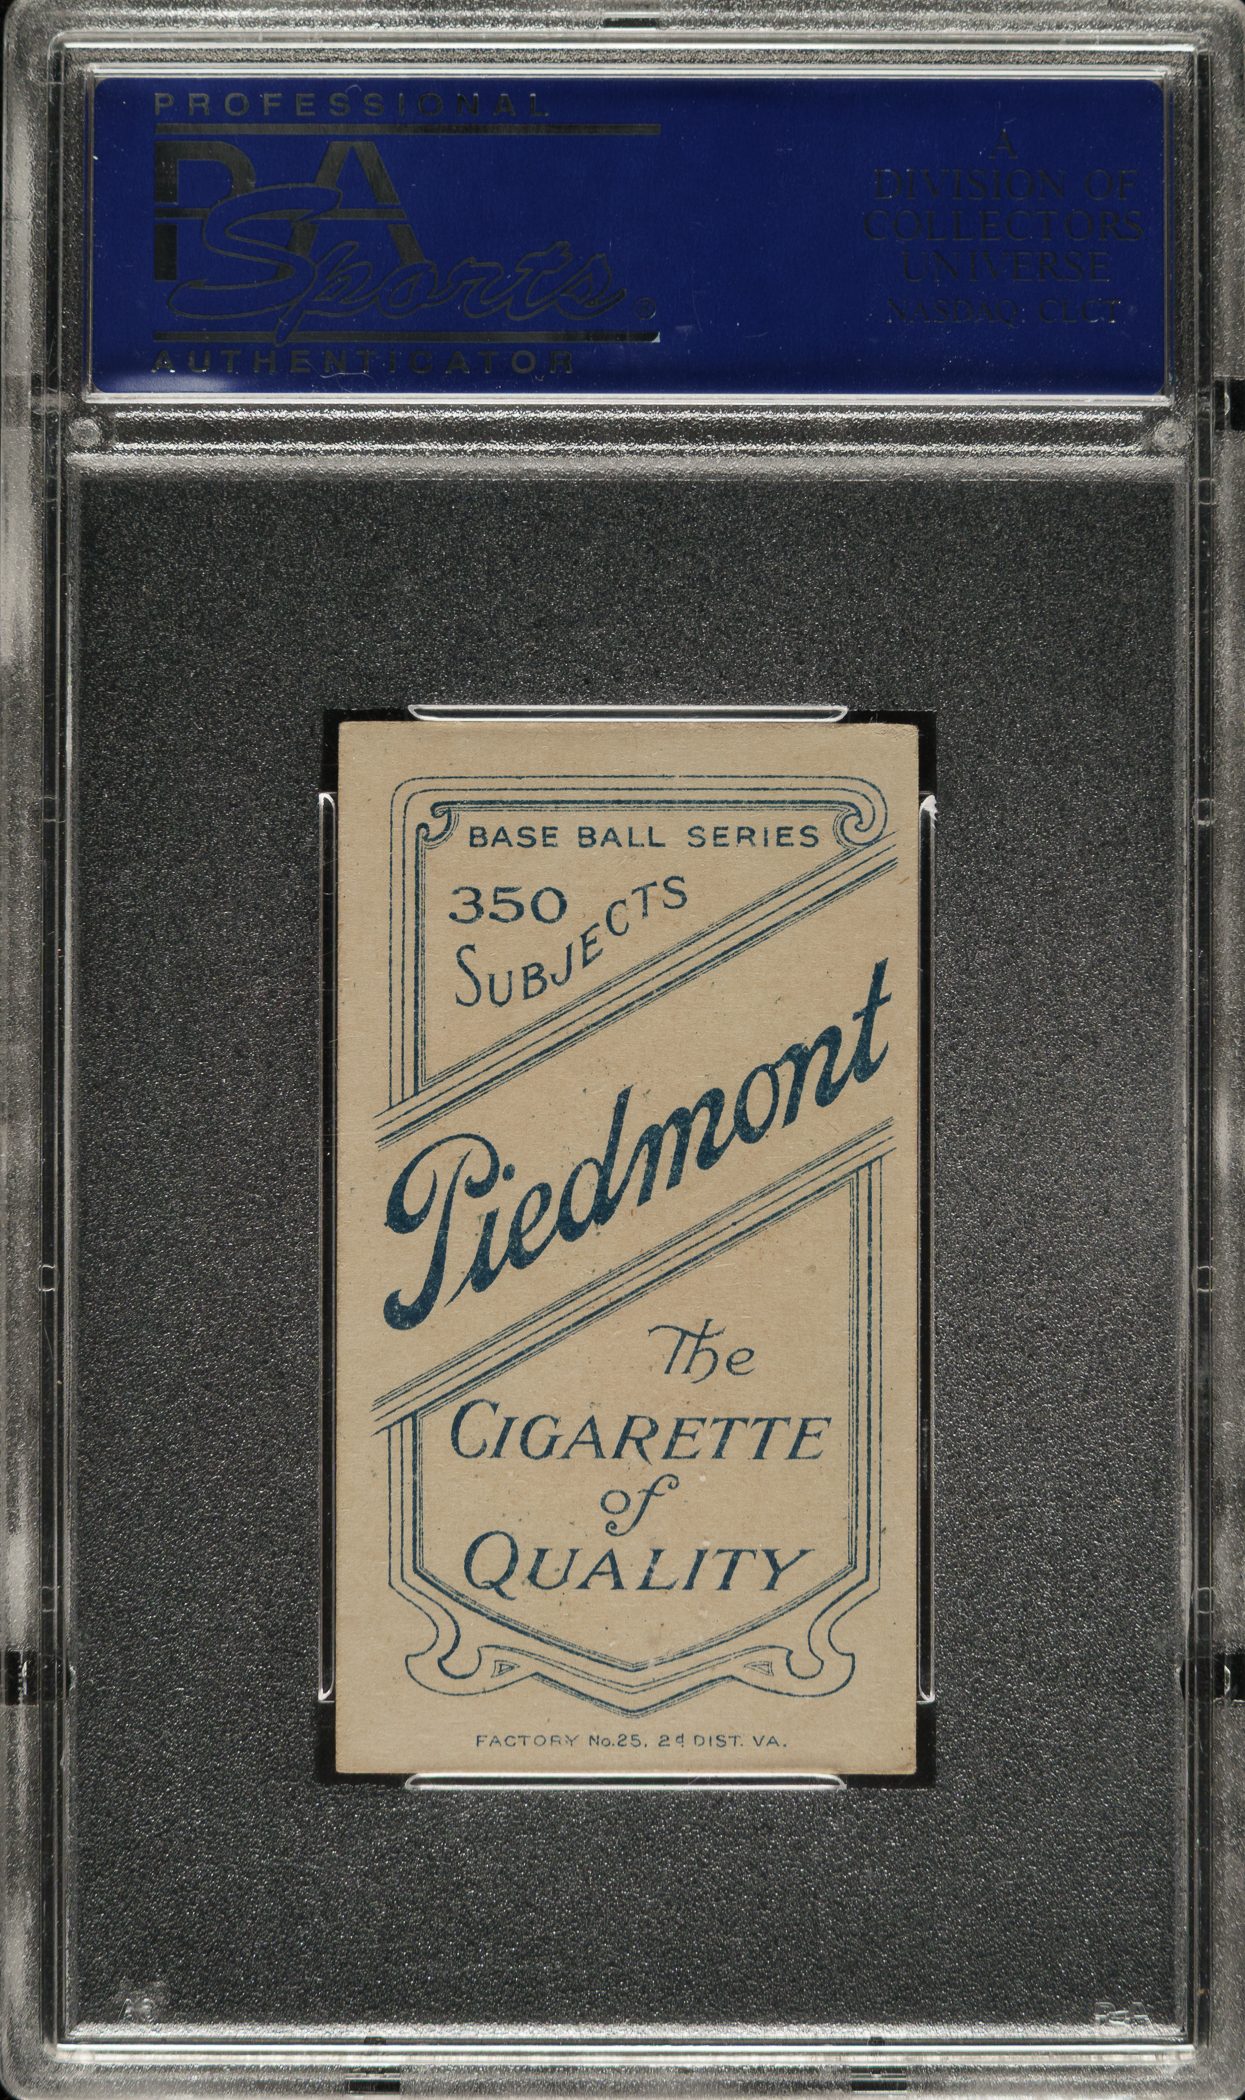 PROFESSIONAL
PSA
Sports®
AUTHENTICATOR
A
DIVISION OF
COLLECTORS
UNIVERSE
NASDAQ: CLCT
BASE BALL SERIES
350
SUBJECTS
Piedmont
The
CIGARETTE
of
QUALITY
FACTORY No.25, 2d DIST. VA.
PSA